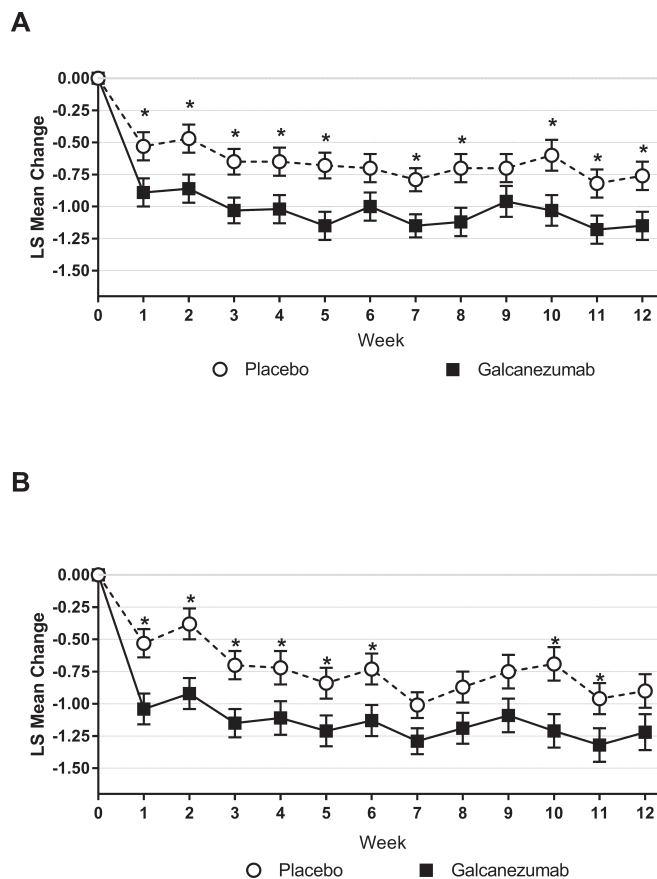 A
0.00
-0.25
-0.50
-0.75
-1.00
-1.25
-1.50
LS Mean Change
* * * * * * * * * *
0 1 2 3 4 5 6 7 8 9 10 11 12
Week
Placebo Galcanezumab
B
0.00
-0.25
-0.50
-0.75
-1.00
-1.25
-1.50
LS Mean Change
* * * * * * * *
0 1 2 3 4 5 6 7 8 9 10 11 12
Week
Placebo Galcanezumab